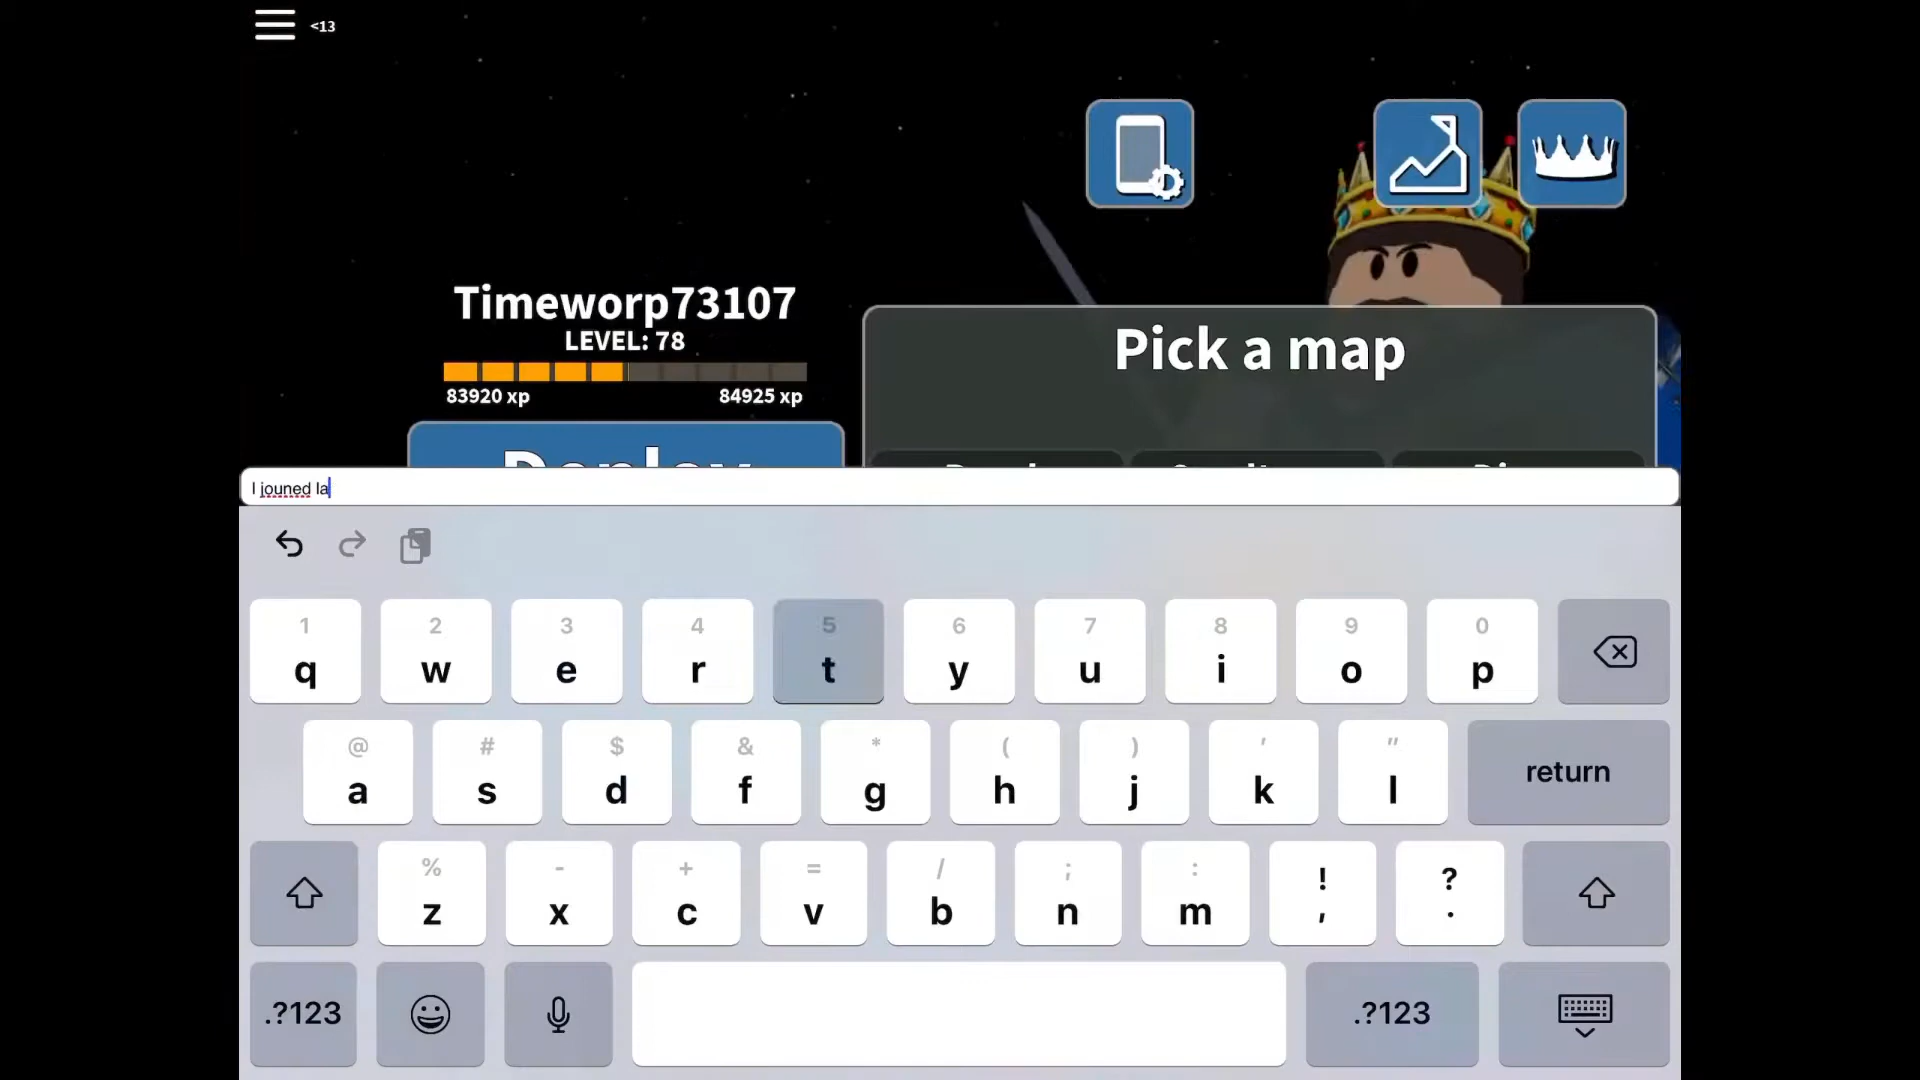 <13
Timeworp73107
LEVEL: 78
83920 xp 84925 xp
Pick a map
Deploy
I jouned la
1 2 3 4 5 6 7 8 9 0
q w e r t y u i o p
@ # $ & * ( ) ' "
a s d f g h j k l return
% - + = / ; : ! ?
z x c v b n m , .
.?123 .?123